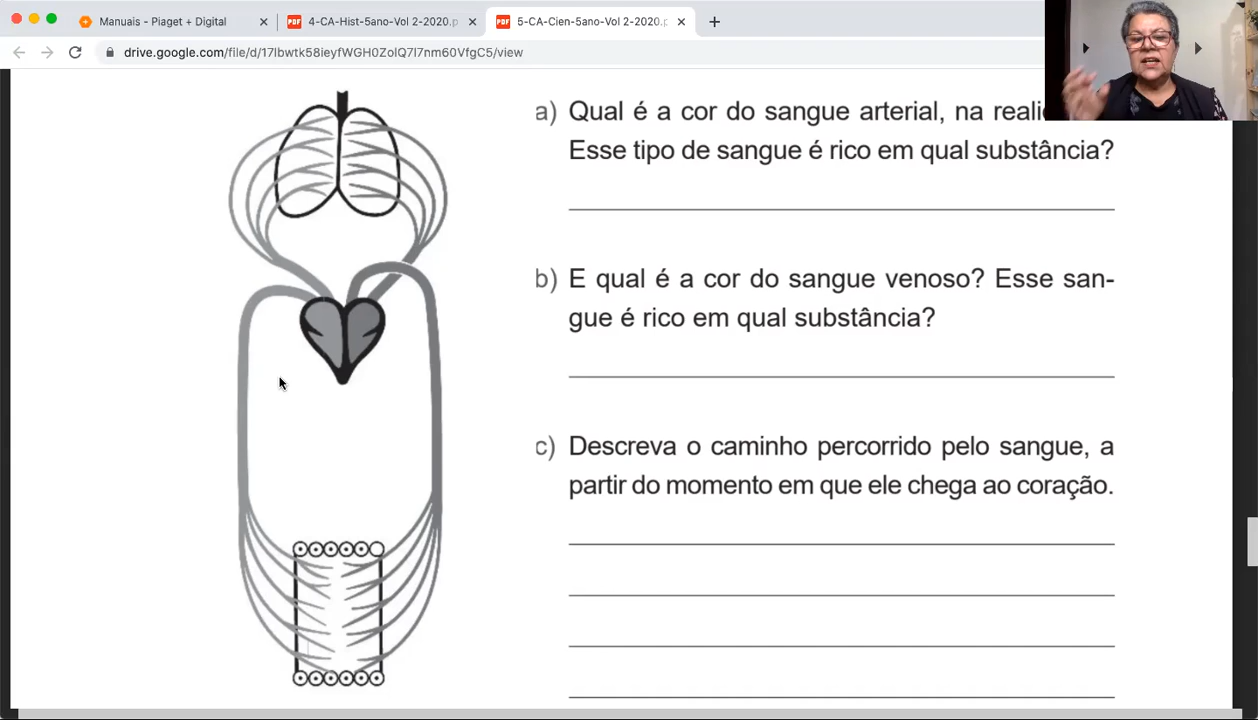 Manuais - Piaget + Digital
4-CA-Hist-5ano-Vol 2-2020.p
5-CA-Cien-5ano-Vol 2-2020.p
drive.google.com/file/d/17lbwtk58ieyfWGH0ZolQ7l7nm60VfgC5/view
a) Qual é a cor do sangue arterial, na reali
Esse tipo de sangue é rico em qual substância?
b) E qual é a cor do sangue venoso? Esse san-
gue é rico em qual substância?
c) Descreva o caminho percorrido pelo sangue, a
partir do momento em que ele chega ao coração.